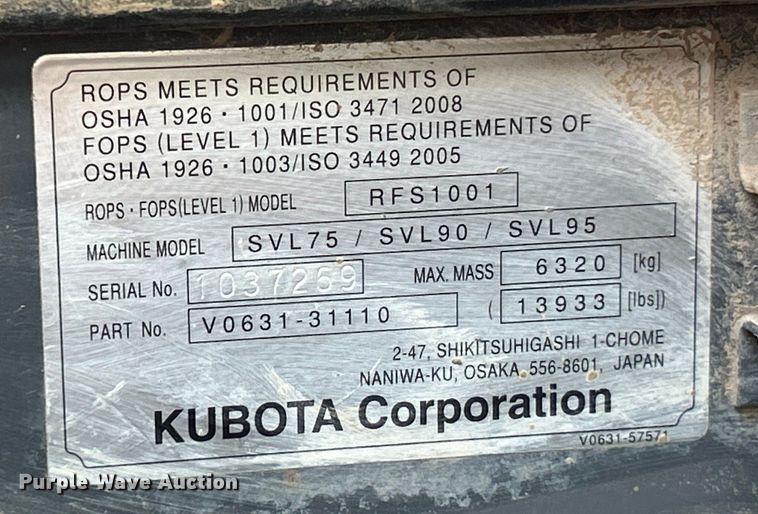 ROPS MEETS REQUIREMENTS OF
OSHA 1926 · 1001/ISO 3471 2008
FOPS (LEVEL 1) MEETS REQUIREMENTS OF
OSHA 1926 · 1003/ISO 3449 2005
ROPS · FOPS(LEVEL 1) MODEL RFS1001
MACHINE MODEL SVL75 / SVL90 / SVL95
SERIAL No. 1037269 MAX. MASS 6320 [kg]
PART No. V0631-31110 ( 13933 [lbs])
2-47, SHIKITSUHIGASHI 1-CHOME
NANIWA-KU, OSAKA, 556-8601, JAPAN
KUBOTA Corporation
V0631-57571
Purple Wave Auction